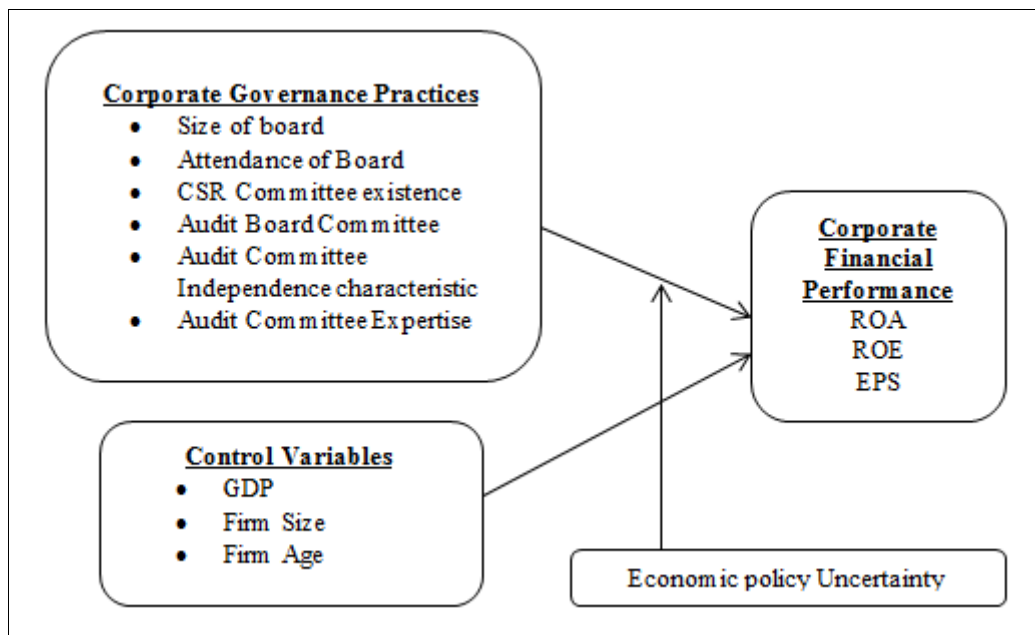 Corporate Governance Practices
• Size of board
• Attendance of Board
• CSR Committee existence
• Audit Board Committee
• Audit Committee
Independence characteristic
• Audit Committee Expertise
Corporate
Financial
Performance
ROA
ROE
EPS
Control Variables
• GDP
• Firm Size
• Firm Age
Economic policy Uncertainty